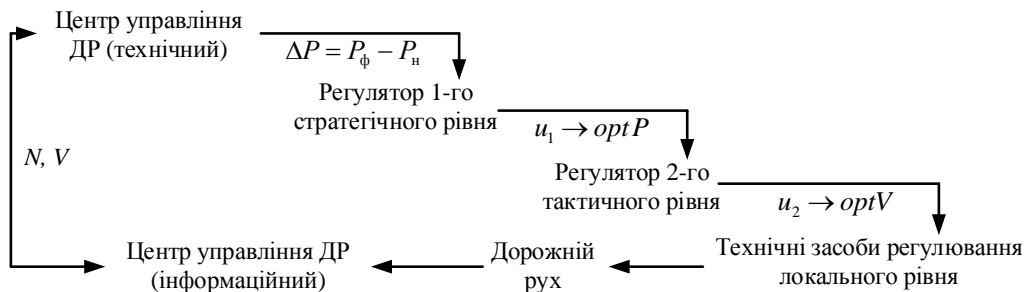 Центр управління
ДР (технічний)
ΔP = Pф − Pн
Регулятор 1-го
стратегічного рівня
u₁ → optP
Регулятор 2-го
тактичного рівня
u₂ → optV
N, V
Центр управління ДР
(інформаційний)
Дорожній
рух
Технічні засоби регулювання
локального рівня